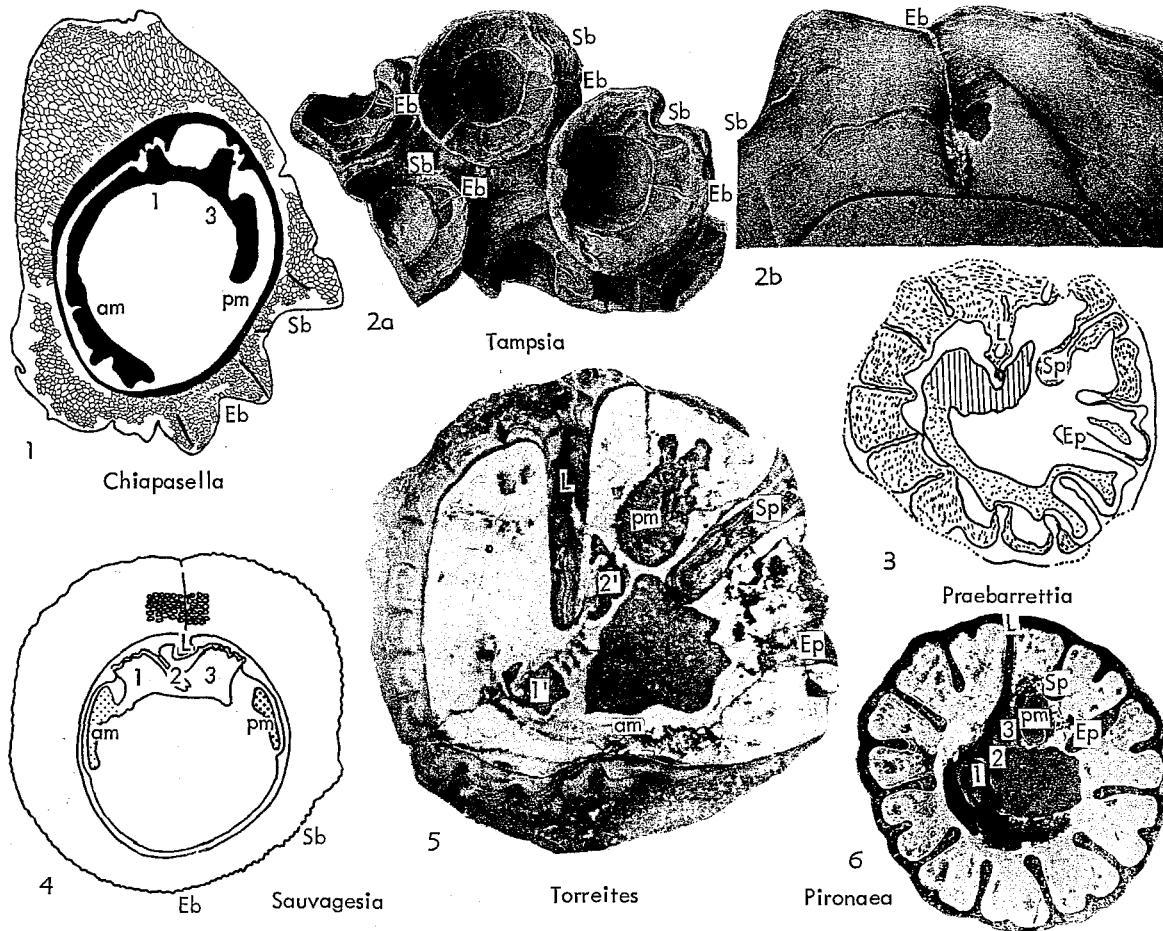 1
3
am
pm
Sb
Eb
1
Chiapasella
Sb
Eb
Eb
Sb
Sb
Eb
Eb
2a
Tampsia
Eb
Sb
2b
L
Sp
Ep
3
Praebarrettia
L
1
2
3
am
pm
Sb
Eb
4
Sauvagesia
L
pm
Sp
2'
Ep
1'
am
5
Torreites
L
Sp
pm
Ep
3
2
1
6
Pironaea